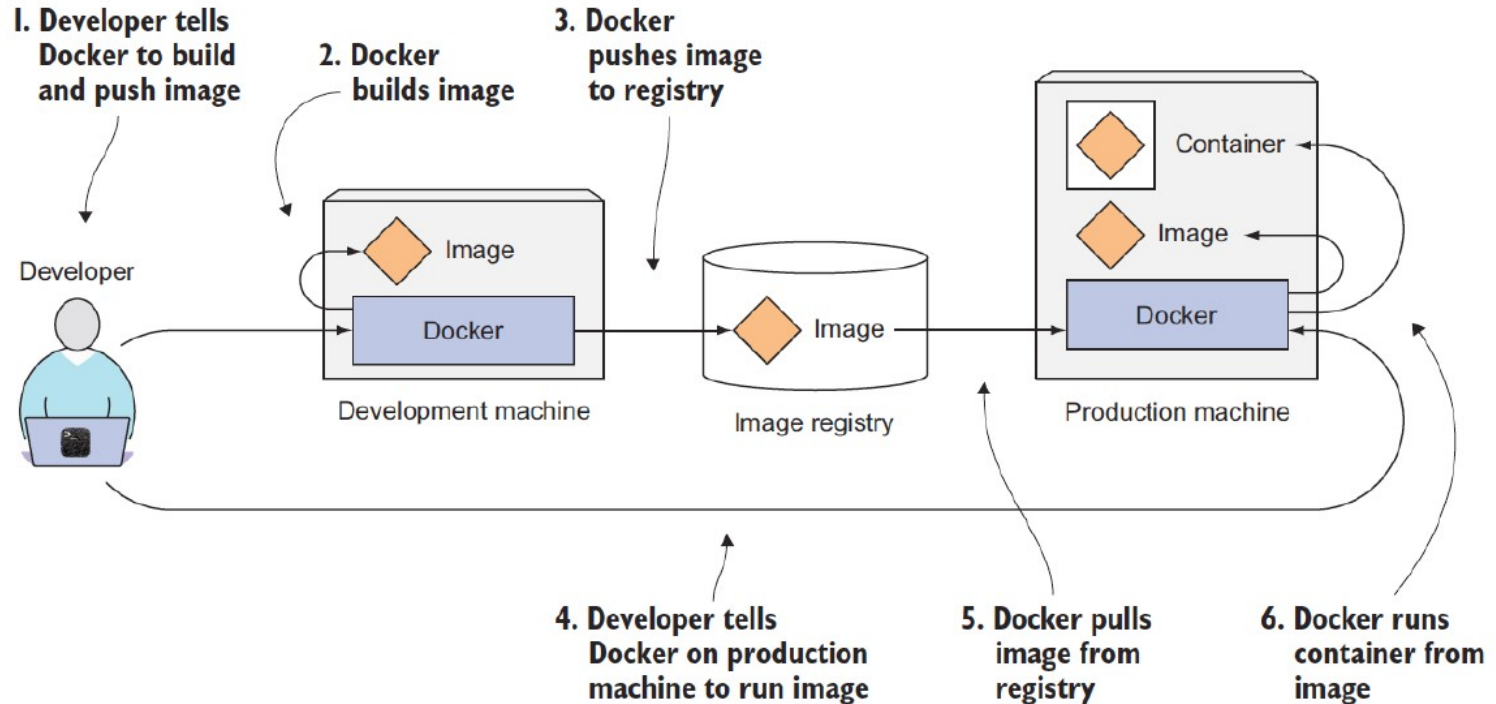 1. Developer tells
Docker to build
and push image
2. Docker
builds image
3. Docker
pushes image
to registry
Developer
Image
Docker
Development machine
Image
Image registry
Container
Image
Docker
Production machine
4. Developer tells
Docker on production
machine to run image
5. Docker pulls
image from
registry
6. Docker runs
container from
image